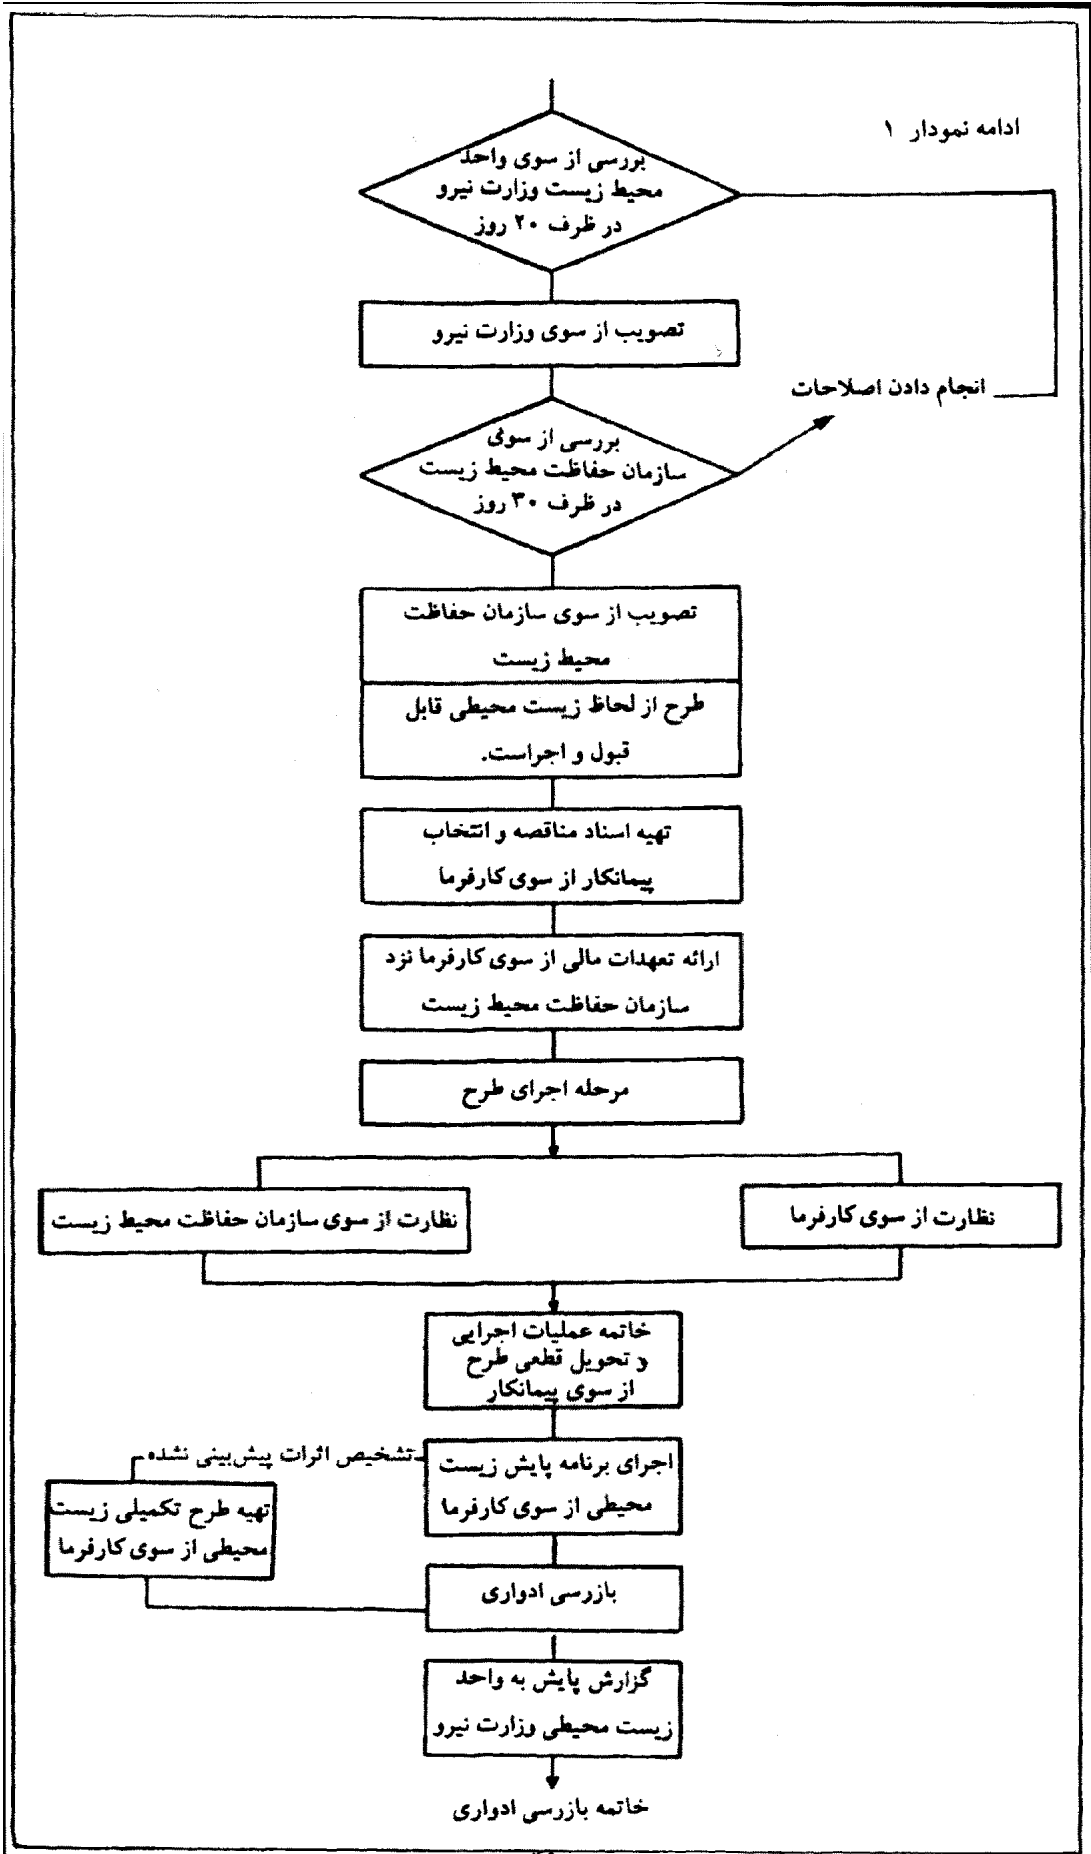 ادامه نمودار ۱
بررسی از سوی واحد
محیط زیست وزارت نیرو
در ظرف ۲۰ روز
تصویب از سوی وزارت نیرو
انجام دادن اصلاحات
بررسی از سوی
سازمان حفاظت محیط زیست
در ظرف ۳۰ روز
تصویب از سوی سازمان حفاظت
محیط زیست
طرح از لحاظ زیست محیطی قابل
قبول و اجراست.
تهیه اسناد مناقصه و انتخاب
پیمانکار از سوی کارفرما
ارائه تعهدات مالی از سوی کارفرما نزد
سازمان حفاظت محیط زیست
مرحله اجرای طرح
نظارت از سوی کارفرما
نظارت از سوی سازمان حفاظت محیط زیست
خاتمه عملیات اجرایی
و تحویل قطعی طرح
از سوی پیمانکار
اجرای برنامه پایش زیست
محیطی از سوی کارفرما
تشخیص اثرات پیش‌بینی نشده
تهیه طرح تکمیلی زیست
محیطی از سوی کارفرما
بازرسی ادواری
گزارش پایش به واحد
زیست محیطی وزارت نیرو
خاتمه بازرسی ادواری